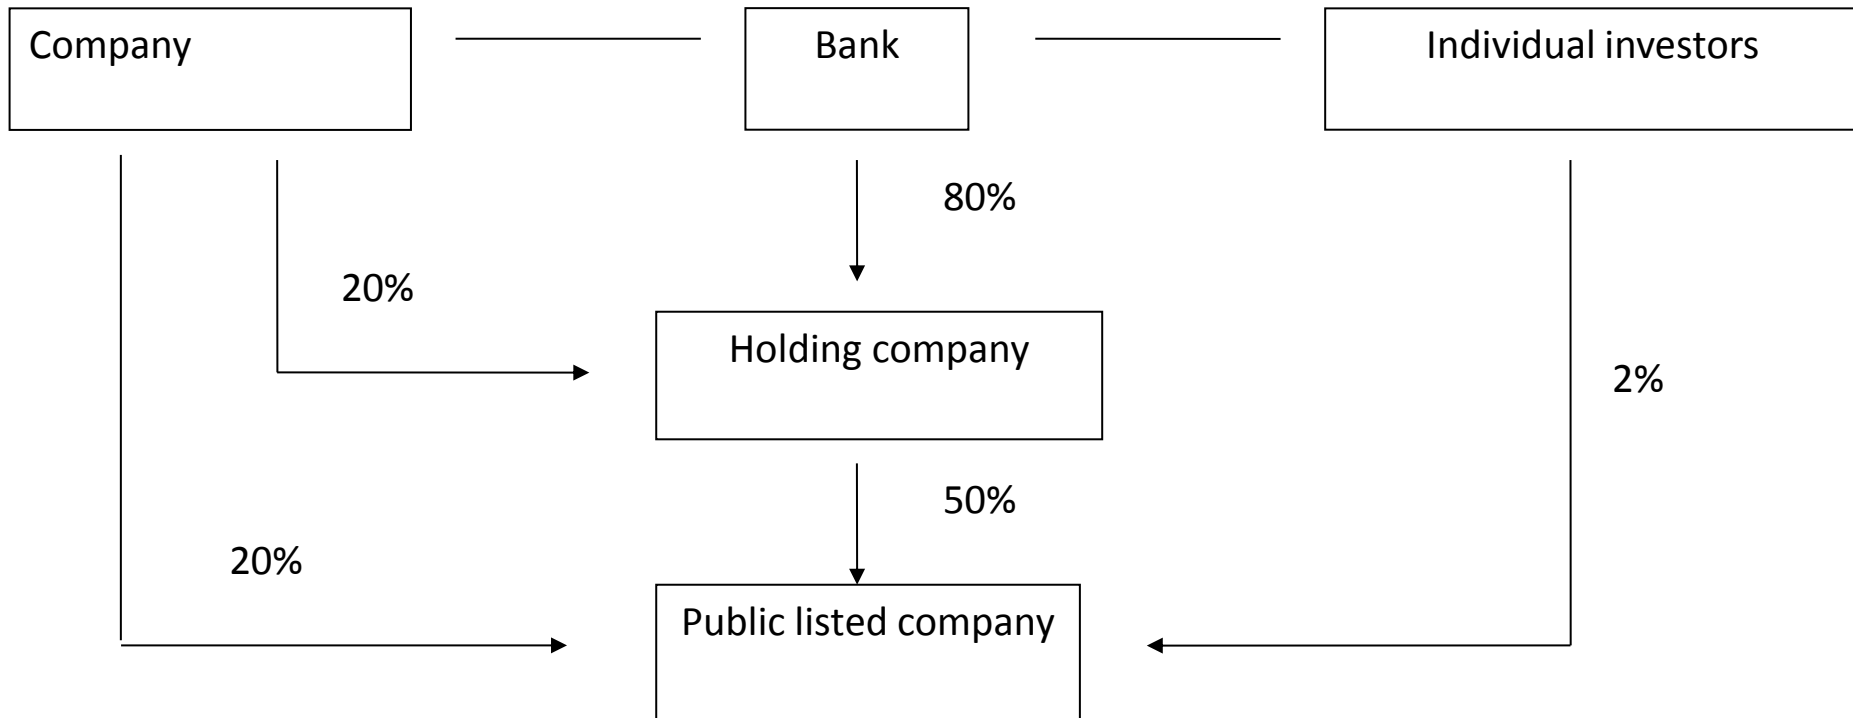 Company
Bank
Individual investors
80%
20%
Holding company
2%
50%
20%
Public listed company